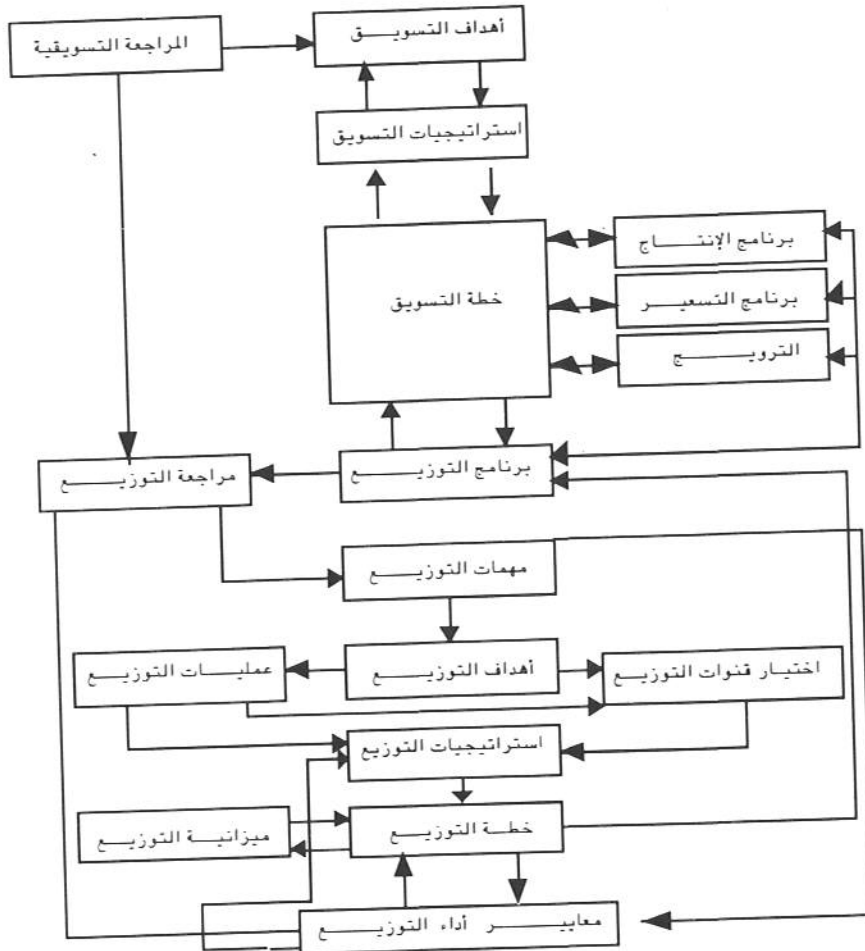 أهداف التسويق
المراجعة التسويقية
استراتيجيات التسويق
برنامج الإنتاج
خطة التسويق
برنامج التسعير
الترويج
برنامج التوزيع
مراجعة التوزيع
مهمات التوزيع
اختيار قنوات التوزيع
أهداف التوزيع
عمليات التوزيع
استراتيجيات التوزيع
خطة التوزيع
ميزانية التوزيع
معايير أداء التوزيع